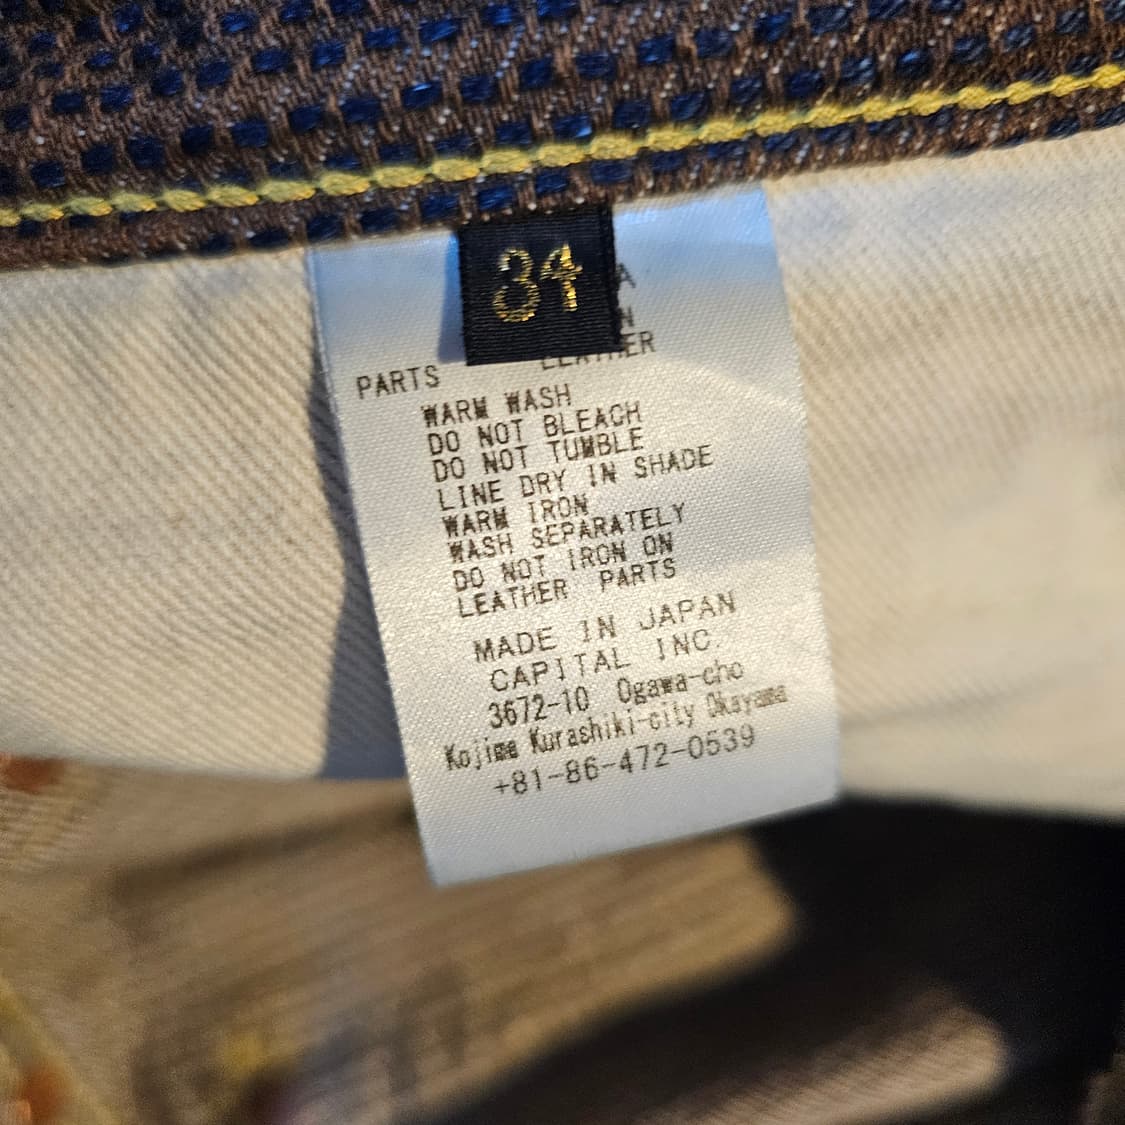 34
A
N
LEATHER
PARTS
WARM WASH
DO NOT BLEACH
DO NOT TUMBLE
LINE DRY IN SHADE
WARM IRON
WASH SEPARATELY
DO NOT IRON ON
LEATHER PARTS
MADE IN JAPAN
CAPITAL INC.
3672-10 Ogawa-cho
Kojima Kurashiki-city Okayama
+81-86-472-0539